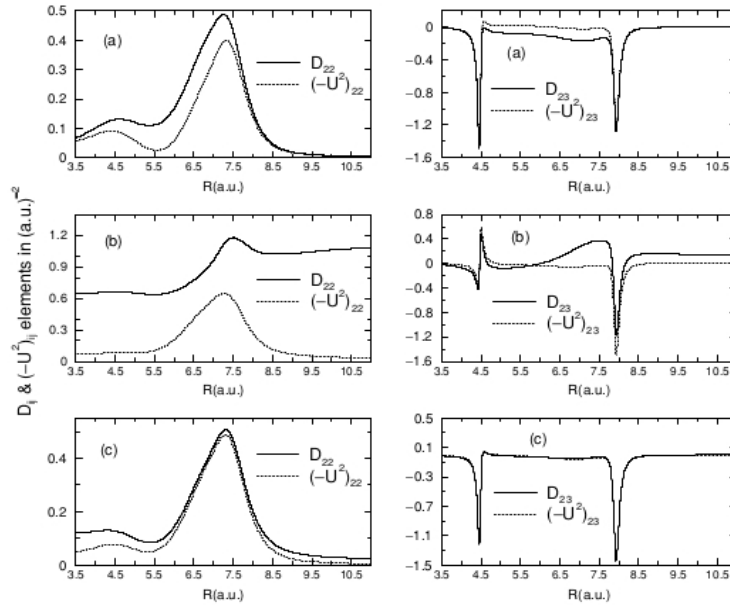 D_ij & (−U²)_ij elements in (a.u.)⁻²
0.5
0.4
0.3
0.2
0.1
0
(a)
D₂₂
(−U²)₂₂
3.5 4.5 5.5 6.5 7.5 8.5 9.5 10.5
R(a.u.)
0
−0.4
−0.8
−1.2
−1.6
(a)
D₂₃
(−U²)₂₃
3.5 4.5 5.5 6.5 7.5 8.5 9.5 10.5
R(a.u.)
1.2
0.9
0.6
0.3
0
(b)
D₂₂
(−U²)₂₂
3.5 4.5 5.5 6.5 7.5 8.5 9.5 10.5
R(a.u.)
0.8
0.4
0
−0.4
−0.8
−1.2
−1.6
(b)
D₂₃
(−U²)₂₃
3.5 4.5 5.5 6.5 7.5 8.5 9.5 10.5
R(a.u.)
0.4
0.2
0
(c)
D₂₂
(−U²)₂₂
3.5 4.5 5.5 6.5 7.5 8.5 9.5 10.5
R(a.u.)
0.5
0.1
−0.3
−0.7
−1.1
−1.5
(c)
D₂₃
(−U²)₂₃
3.5 4.5 5.5 6.5 7.5 8.5 9.5 10.5
R(a.u.)